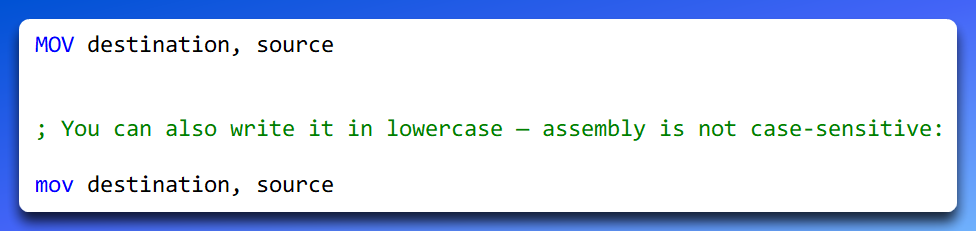 MOV destination, source
; You can also write it in lowercase — assembly is not case-sensitive:
mov destination, source